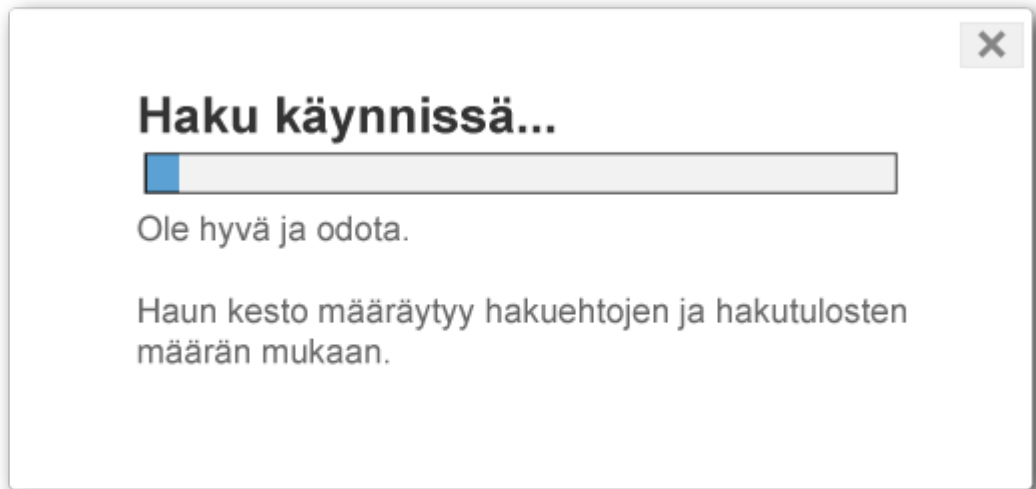 Haku käynnissä...
Ole hyvä ja odota.
Haun kesto määräytyy hakuehtojen ja hakutulosten
määrän mukaan.